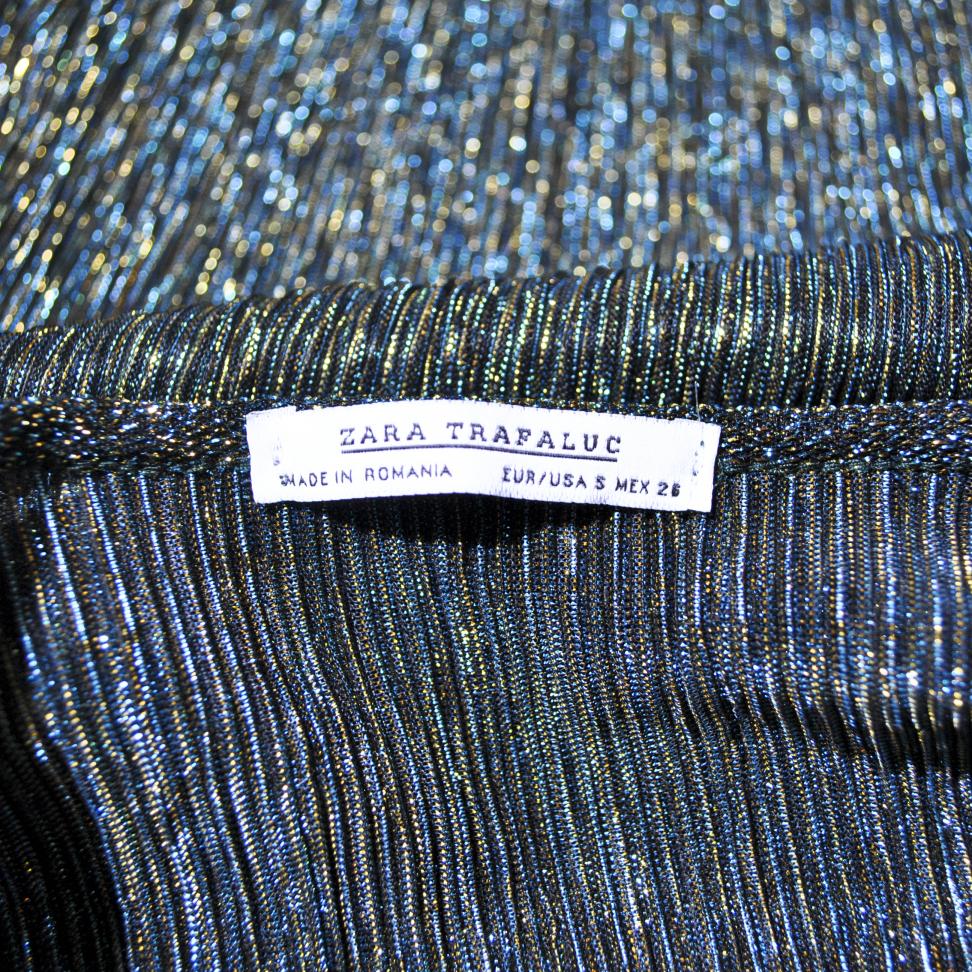 ZARA TRAFALUC
MADE IN ROMANIA EUR/USA S MEX 26